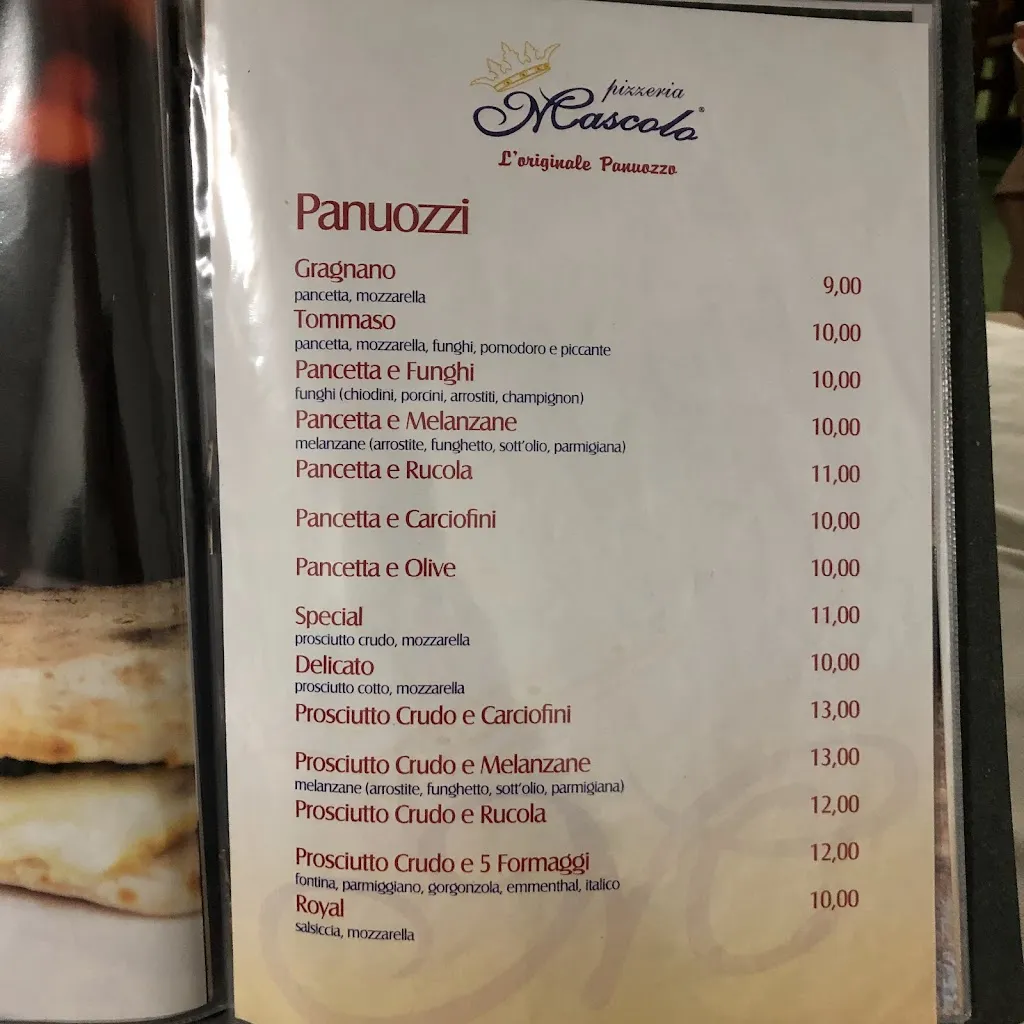 pizzeria
Mascolo®
L'originale Panuozzo
Panuozzi
Gragnano 9,00
pancetta, mozzarella
Tommaso 10,00
pancetta, mozzarella, funghi, pomodoro e piccante
Pancetta e Funghi 10,00
funghi (chiodini, porcini, arrostiti, champignon)
Pancetta e Melanzane 10,00
melanzane (arrostite, funghetto, sott'olio, parmigiana)
Pancetta e Rucola 11,00
Pancetta e Carciofini 10,00
Pancetta e Olive 10,00
Special 11,00
prosciutto crudo, mozzarella
Delicato 10,00
prosciutto cotto, mozzarella
Prosciutto Crudo e Carciofini 13,00
Prosciutto Crudo e Melanzane 13,00
melanzane (arrostite, funghetto, sott'olio, parmigiana)
Prosciutto Crudo e Rucola 12,00
Prosciutto Crudo e 5 Formaggi 12,00
fontina, parmiggiano, gorgonzola, emmenthal, italico
Royal 10,00
salsiccia, mozzarella